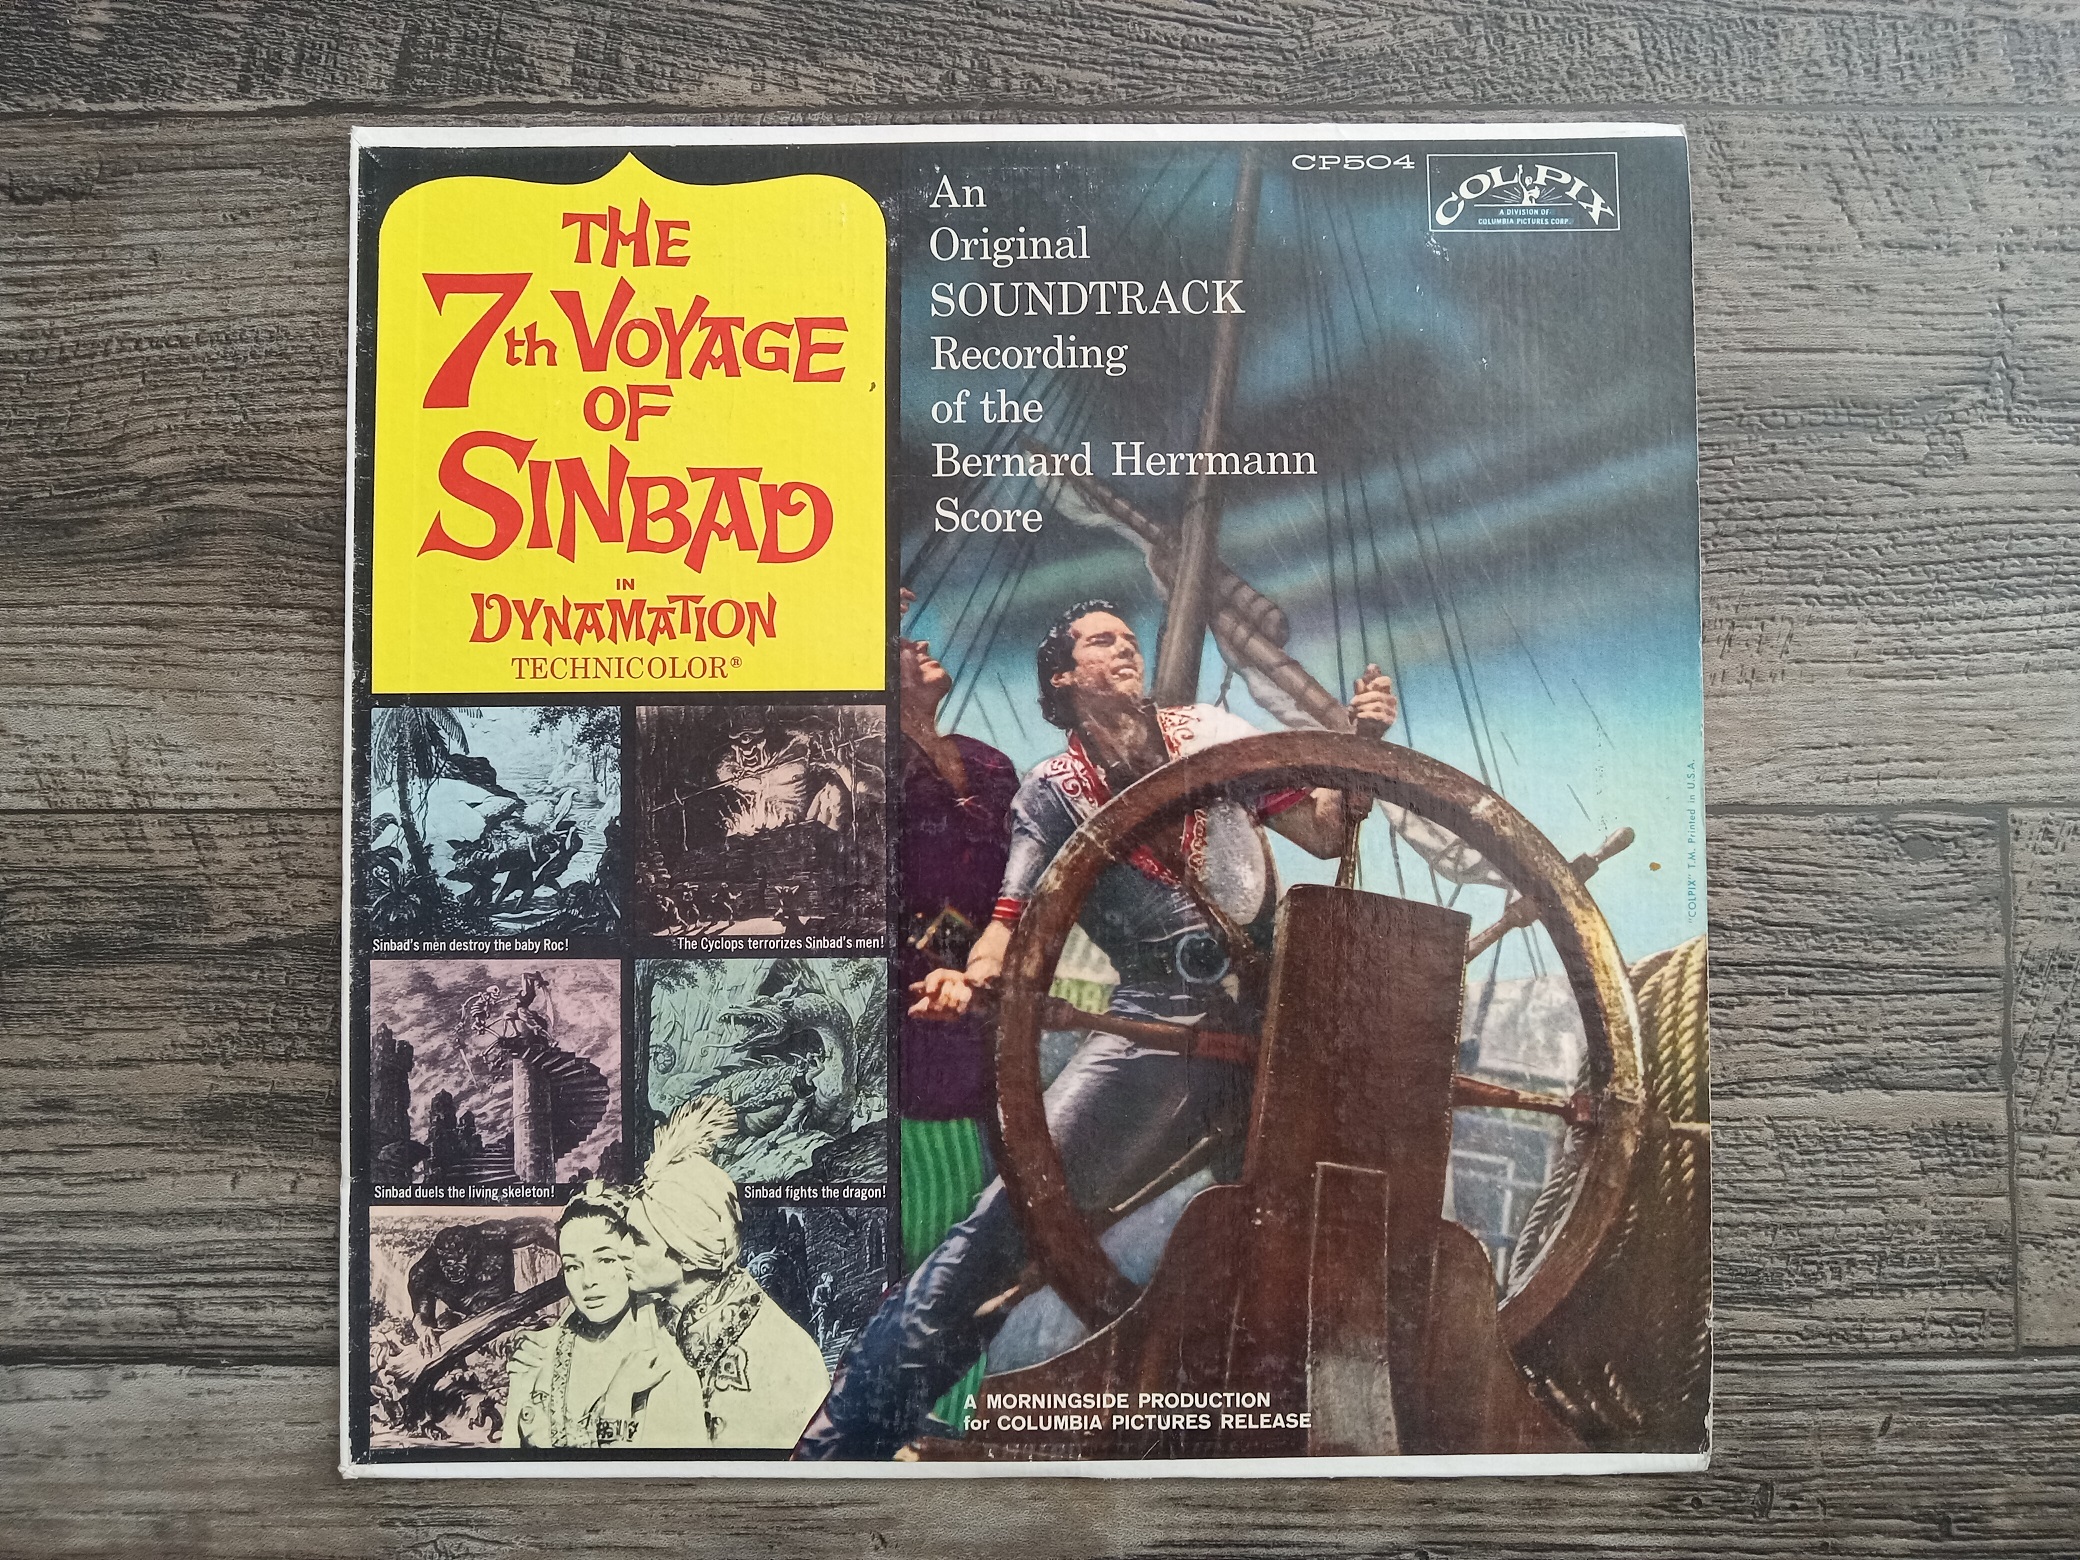 THE
7th VOYAGE
OF
SINBAD
IN
DYNAMATION
TECHNICOLOR®
An
Original
SOUNDTRACK
Recording
of the
Bernard Herrmann
Score
CP504
COLPIX
A DIVISION OF
COLUMBIA PICTURES CORP.
Sinbad's men destroy the baby Roc!
The Cyclops terrorizes Sinbad's men!
Sinbad duels the living skeleton!
Sinbad fights the dragon!
A MORNINGSIDE PRODUCTION
for COLUMBIA PICTURES RELEASE
"COLPIX" T.M. Printed in U.S.A.